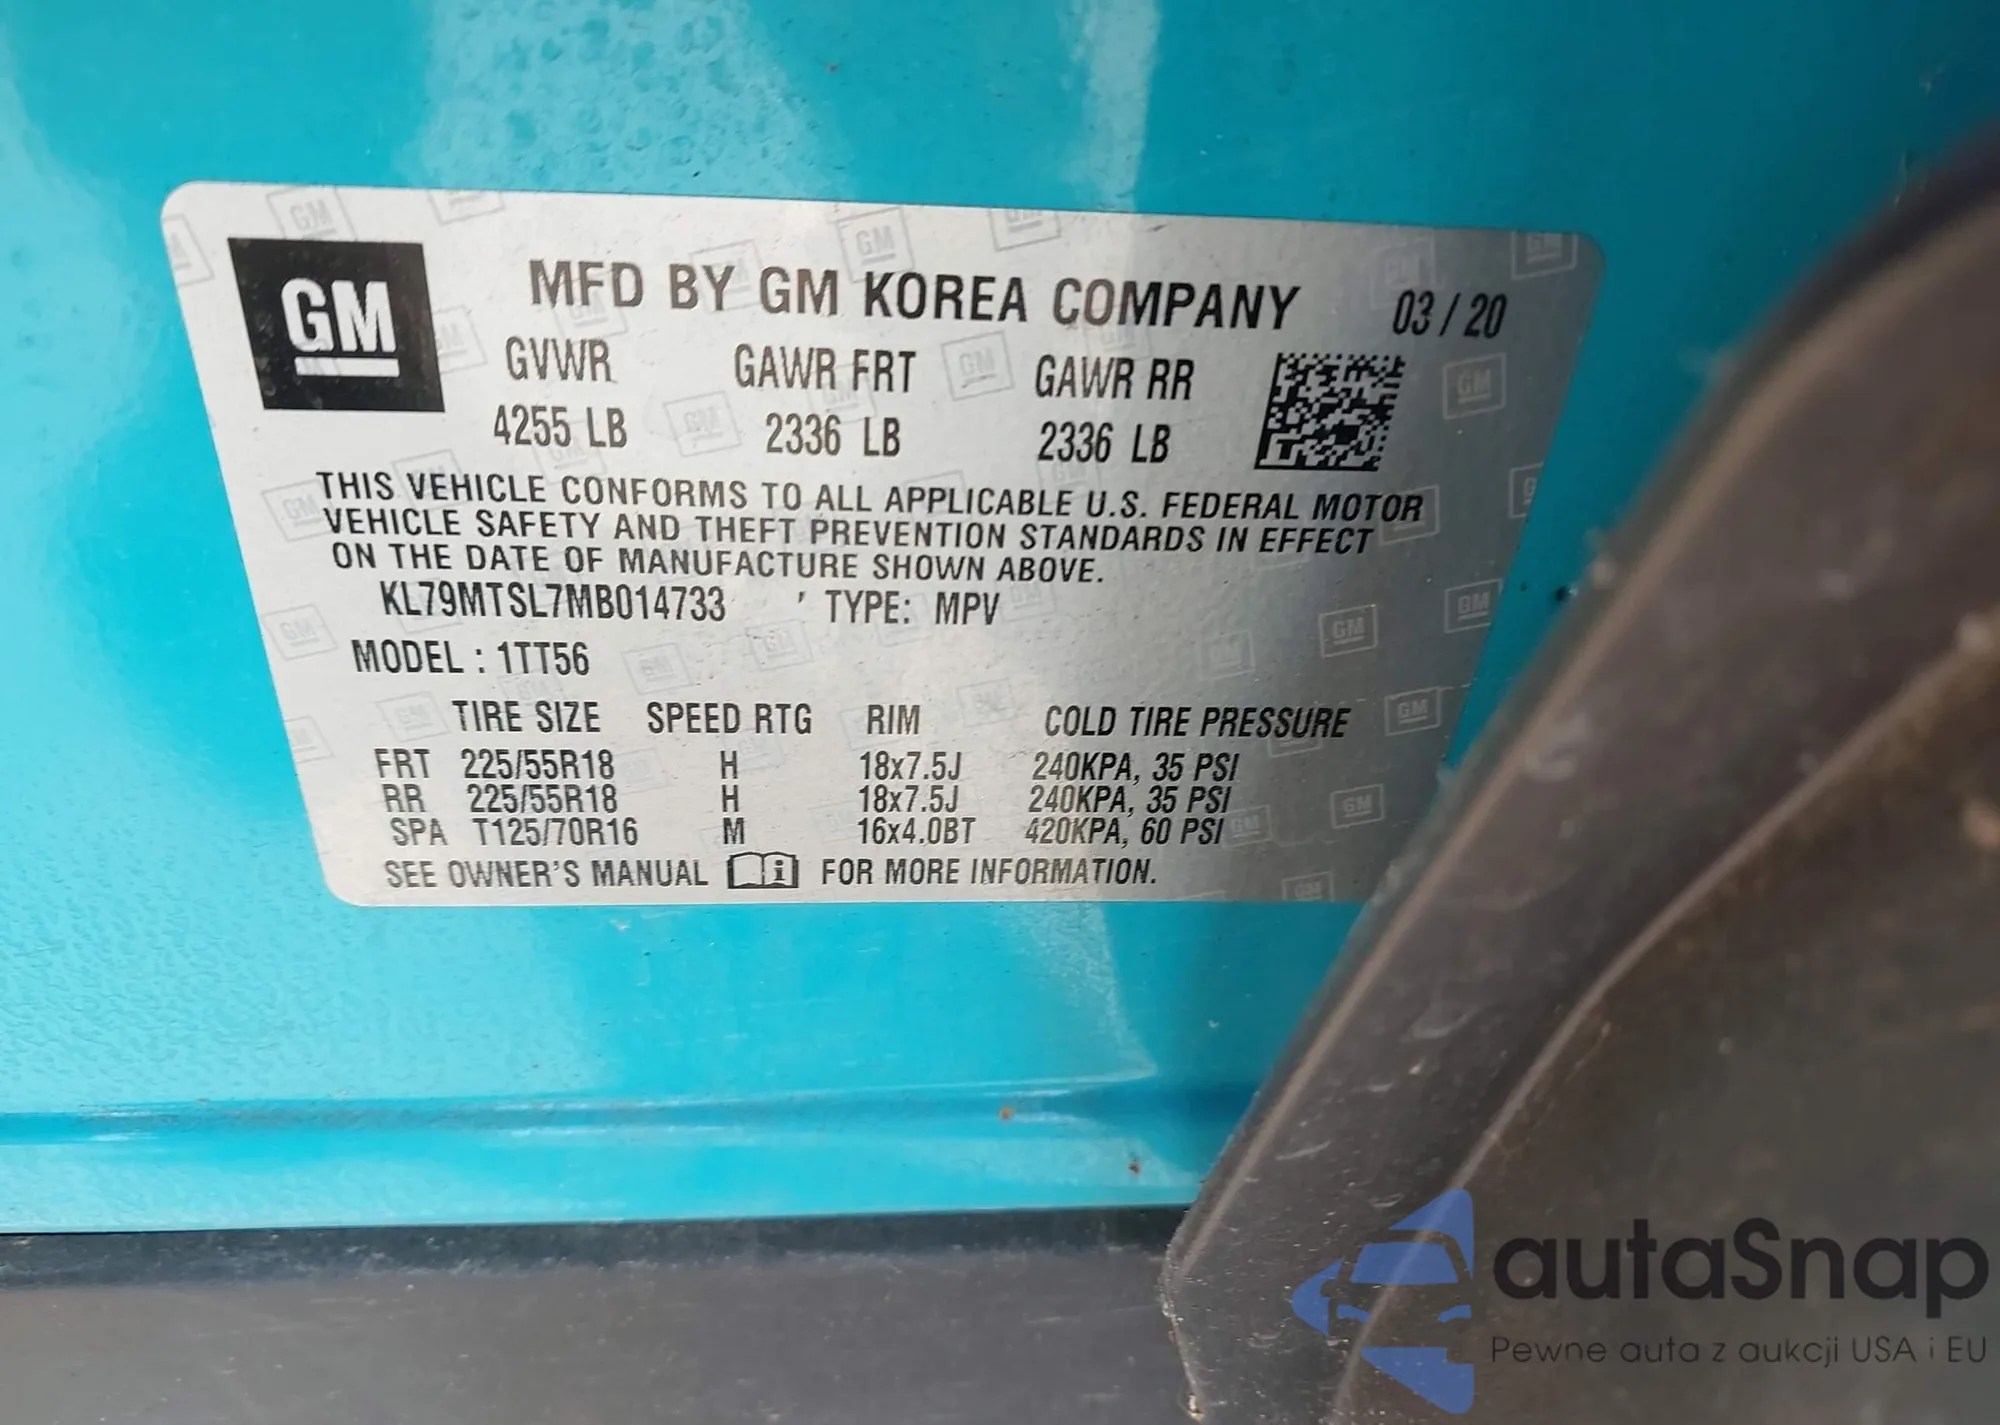 GM
MFD BY GM KOREA COMPANY 03/20
GVWR GAWR FRT GAWR RR
4255 LB 2336 LB 2336 LB
THIS VEHICLE CONFORMS TO ALL APPLICABLE U.S. FEDERAL MOTOR
VEHICLE SAFETY AND THEFT PREVENTION STANDARDS IN EFFECT
ON THE DATE OF MANUFACTURE SHOWN ABOVE.
KL79MTSL7MB014733 ' TYPE: MPV
MODEL : 1TT56
TIRE SIZE SPEED RTG RIM COLD TIRE PRESSURE
FRT 225/55R18 H 18x7.5J 240KPA, 35 PSI
RR 225/55R18 H 18x7.5J 240KPA, 35 PSI
SPA T125/70R16 M 16x4.0BT 420KPA, 60 PSI
SEE OWNER'S MANUAL i FOR MORE INFORMATION.
autaSnap
Pewne auta z aukcji USA i EU